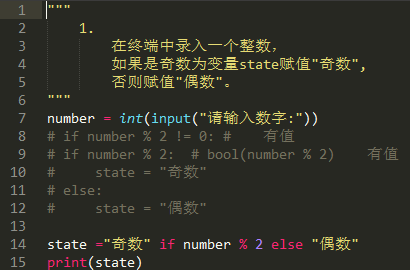 1 """
2     1.
3         在终端中录入一个整数,
4         如果是奇数为变量state赋值"奇数",
5         否则赋值"偶数"。
6 """
7 number = int(input("请输入数字:"))
8 # if number % 2 != 0: #    有值
9 # if number % 2:  # bool(number % 2)    有值
10 #     state = "奇数"
11 # else:
12 #     state = "偶数"
13
14 state ="奇数" if number % 2 else "偶数"
15 print(state)